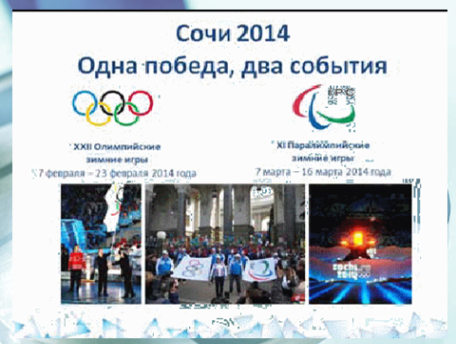 Сочи 2014
Одна победа, два события
XXII Олимпийские
зимние игры
7 февраля – 23 февраля 2014 года
XI Паралимпийские
зимние игры
7 марта – 16 марта 2014 года